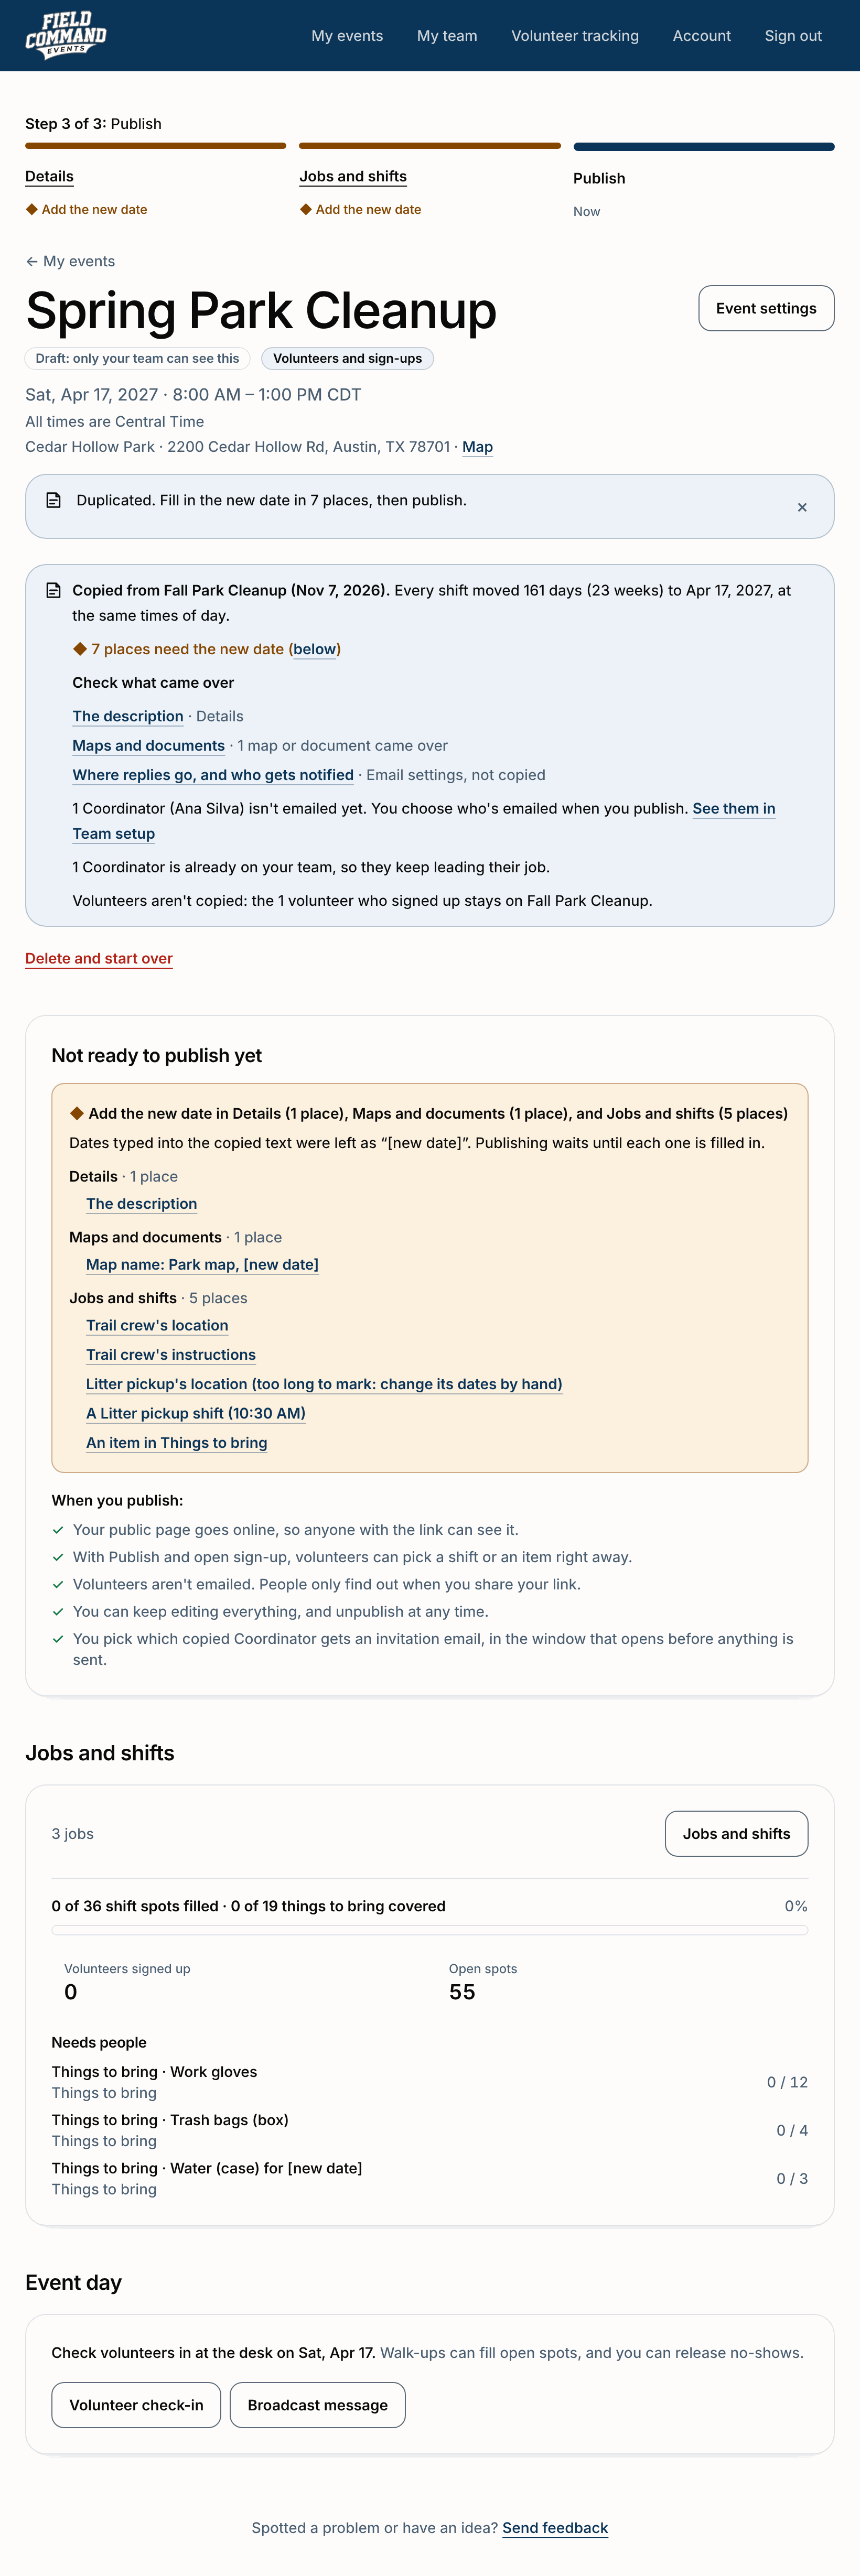 FIELD
COMMAND
EVENTS
My events
My team
Volunteer tracking
Account
Sign out
Step 3 of 3: Publish
Details
◆ Add the new date
Jobs and shifts
◆ Add the new date
Publish
Now
← My events
Spring Park Cleanup
Event settings
Draft: only your team can see this
Volunteers and sign-ups
Sat, Apr 17, 2027 · 8:00 AM – 1:00 PM CDT
All times are Central Time
Cedar Hollow Park · 2200 Cedar Hollow Rd, Austin, TX 78701 · Map
Duplicated. Fill in the new date in 7 places, then publish.
×
Copied from Fall Park Cleanup (Nov 7, 2026). Every shift moved 161 days (23 weeks) to Apr 17, 2027, at
the same times of day.
◆ 7 places need the new date (below)
Check what came over
The description · Details
Maps and documents · 1 map or document came over
Where replies go, and who gets notified · Email settings, not copied
1 Coordinator (Ana Silva) isn't emailed yet. You choose who's emailed when you publish. See them in
Team setup
1 Coordinator is already on your team, so they keep leading their job.
Volunteers aren't copied: the 1 volunteer who signed up stays on Fall Park Cleanup.
Delete and start over
Not ready to publish yet
◆ Add the new date in Details (1 place), Maps and documents (1 place), and Jobs and shifts (5 places)
Dates typed into the copied text were left as “[new date]”. Publishing waits until each one is filled in.
Details · 1 place
The description
Maps and documents · 1 place
Map name: Park map, [new date]
Jobs and shifts · 5 places
Trail crew's location
Trail crew's instructions
Litter pickup's location (too long to mark: change its dates by hand)
A Litter pickup shift (10:30 AM)
An item in Things to bring
When you publish:
✓ Your public page goes online, so anyone with the link can see it.
✓ With Publish and open sign-up, volunteers can pick a shift or an item right away.
✓ Volunteers aren't emailed. People only find out when you share your link.
✓ You can keep editing everything, and unpublish at any time.
✓ You pick which copied Coordinator gets an invitation email, in the window that opens before anything is
sent.
Jobs and shifts
3 jobs
Jobs and shifts
0 of 36 shift spots filled · 0 of 19 things to bring covered
0%
Volunteers signed up
0
Open spots
55
Needs people
Things to bring · Work gloves
Things to bring
0 / 12
Things to bring · Trash bags (box)
Things to bring
0 / 4
Things to bring · Water (case) for [new date]
Things to bring
0 / 3
Event day
Check volunteers in at the desk on Sat, Apr 17. Walk-ups can fill open spots, and you can release no-shows.
Volunteer check-in
Broadcast message
Spotted a problem or have an idea? Send feedback